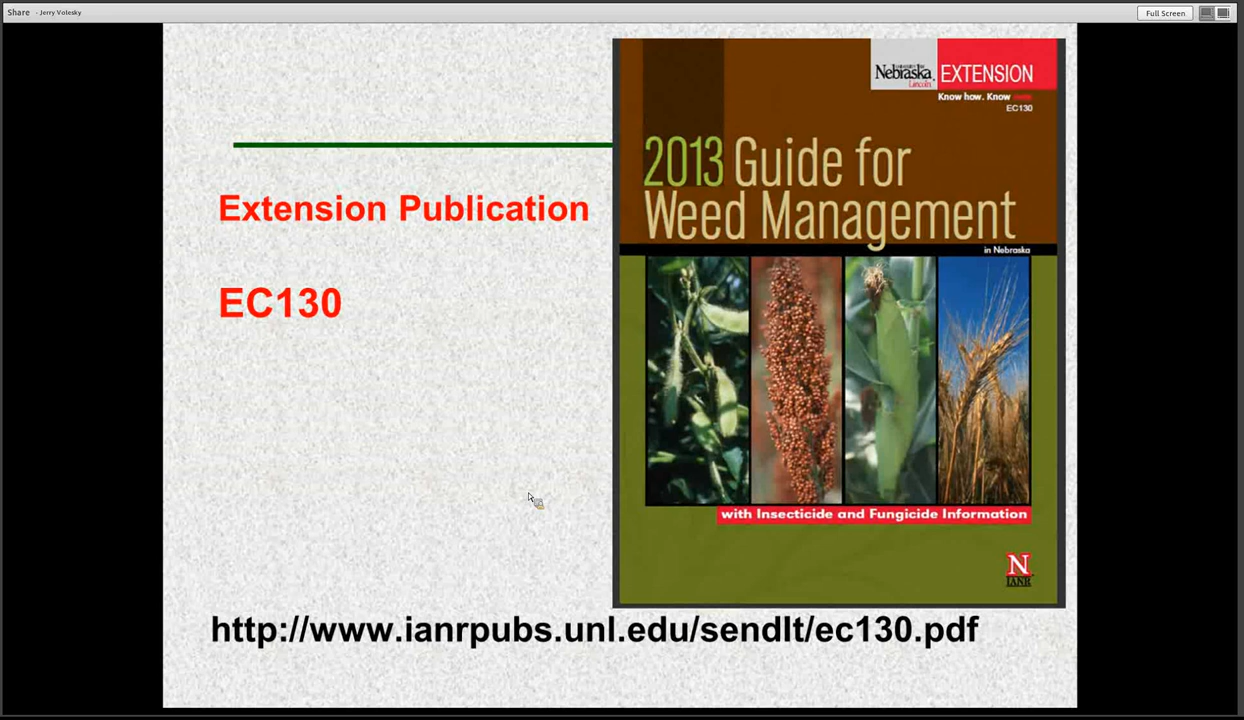 Share - Jerry Volesky
Full Screen
Nebraska
Lincoln
EXTENSION
Know how. Know
EC130
2013 Guide for
Weed Management
in Nebraska
Extension Publication
EC130
with Insecticide and Fungicide Information
N
IANR
http://www.ianrpubs.unl.edu/sendIt/ec130.pdf